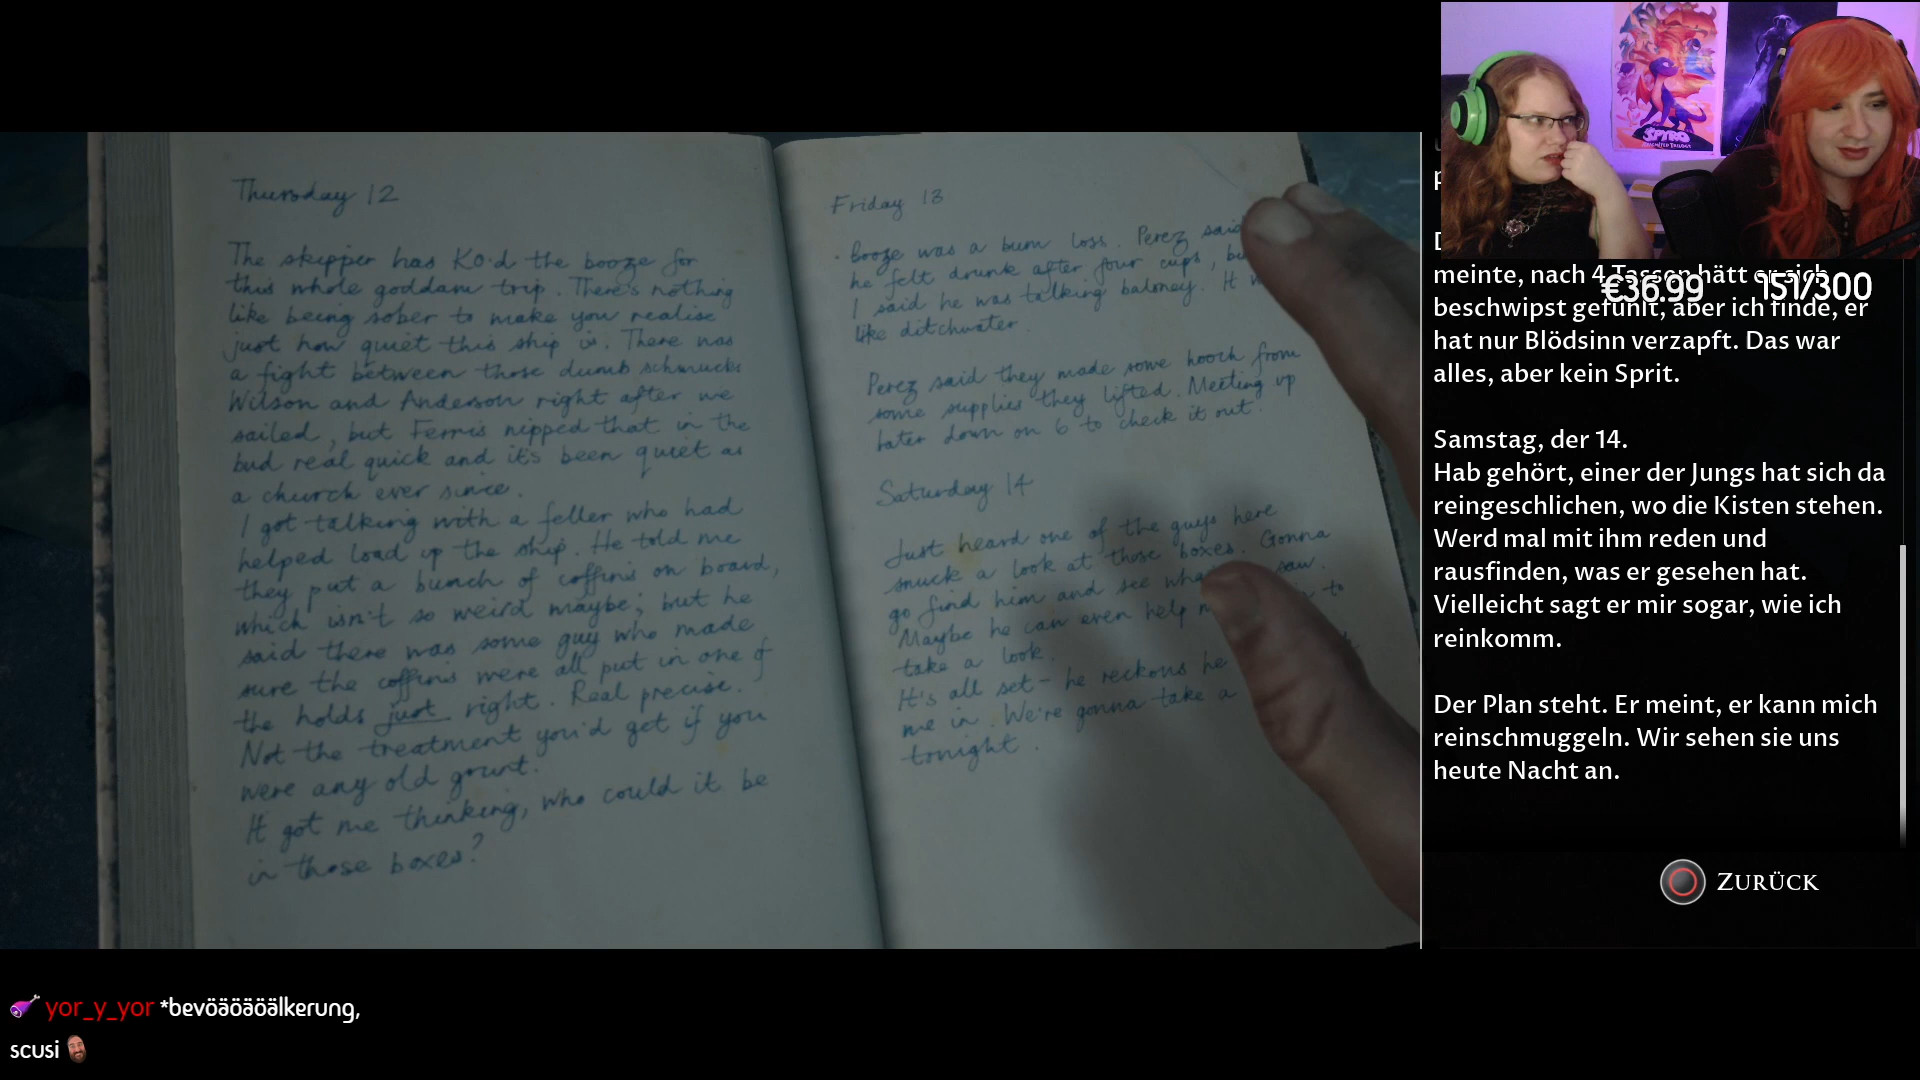 Thursday 12
The skipper has KO'd the booze for
this whole goddam trip. There's nothing
like being sober to make you realise
just how quiet this ship is. There was
a fight between those dumb schmucks
Wilson and Anderson right after we
sailed, but Ferris nipped that in the
bud real quick and it's been quiet as
a church ever since.
I got talking with a feller who had
helped load up the ship. He told me
they put a bunch of coffins on board,
which isn't so weird maybe; but he
said there was some guy who made
sure the coffins were all put in one of
the holds just right. Real precise.
Not the treatment you'd get if you
were any old grunt.
It got me thinking, who could it be
in those boxes?
Friday 13
Booze was a bum loss. Perez said
he felt drunk after four cups,
I said he was talking baloney. It
like ditchwater.
Perez said they made some hooch from
some supplies they lifted. Meeting up
later down on 6 to check it out.
Saturday 14
Just heard one of the guys here
snuck a look at those boxes. Gonna
go find him and see saw.
Maybe he can even help to
take a look.
It's all set - he reckons he
me in. We're gonna take a
tonight.
SPYRO
meinte, nach 4 Tassen hätt er sich
€36.99
151/300
beschwipst gefühlt, aber ich finde, er
hat nur Blödsinn verzapft. Das war
alles, aber kein Sprit.
Samstag, der 14.
Hab gehört, einer der Jungs hat sich da
reingeschlichen, wo die Kisten stehen.
Werd mal mit ihm reden und
rausfinden, was er gesehen hat.
Vielleicht sagt er mir sogar, wie ich
reinkomm.
Der Plan steht. Er meint, er kann mich
reinschmuggeln. Wir sehen sie uns
heute Nacht an.
ZURÜCK
yor_y_yor *bevöäöäöälkerung,
scusi